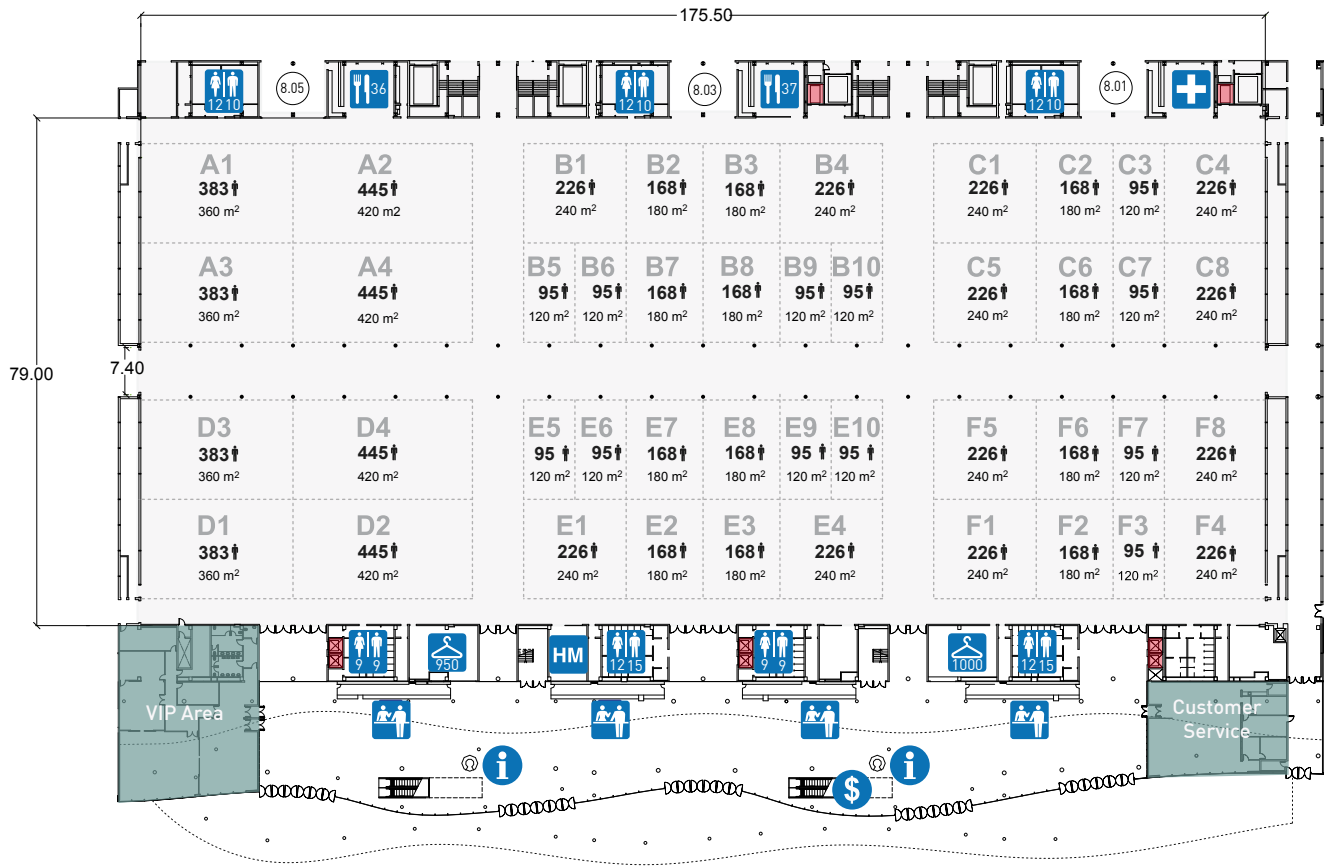 175.50
12 10
8.05
36
12 10
8.03
37
12 10
8.01
A1 A2 B1 B2 B3 B4 C1 C2 C3 C4
383 445 226 168 168 226 226 168 95 226
360 m² 420 m2 240 m² 180 m² 180 m² 240 m² 240 m² 180 m² 120 m² 240 m²
A3 A4 B5 B6 B7 B8 B9 B10 C5 C6 C7 C8
383 445 95 95 168 168 95 95 226 168 95 226
360 m² 420 m² 120 m² 120 m² 180 m² 180 m² 120 m² 120 m² 240 m² 180 m² 120 m² 240 m²
79.00
7.40
D3 D4 E5 E6 E7 E8 E9 E10 F5 F6 F7 F8
383 445 95 95 168 168 95 95 226 168 95 226
360 m² 420 m² 120 m² 120 m² 180 m² 180 m² 120 m² 120 m² 240 m² 180 m² 120 m² 240 m²
D1 D2 E1 E2 E3 E4 F1 F2 F3 F4
383 445 226 168 168 226 226 168 95 226
360 m² 420 m² 240 m² 180 m² 180 m² 240 m² 240 m² 180 m² 120 m² 240 m²
9 9
950
HM
12 15
9 9
1000
12 15
VIP Area
Customer
Service
i
$
i